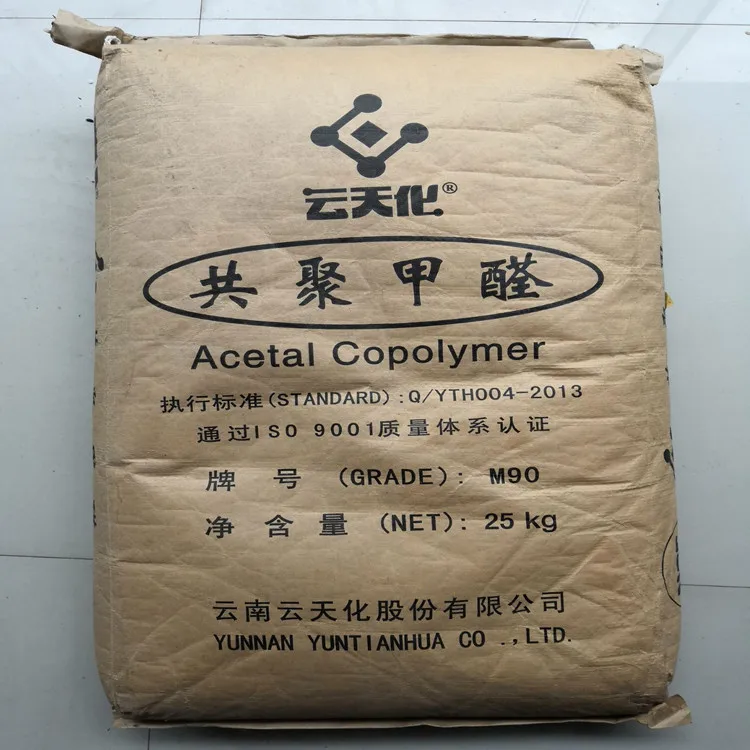 云天化®
共聚甲醛
Acetal Copolymer
执行标准(STANDARD):Q/YTH004-2013
通过ISO 9001质量体系认证
牌 号 (GRADE): M90
净 含 量 (NET): 25 kg
云南云天化股份有限公司
YUNNAN YUNTIANHUA CO .,LTD.